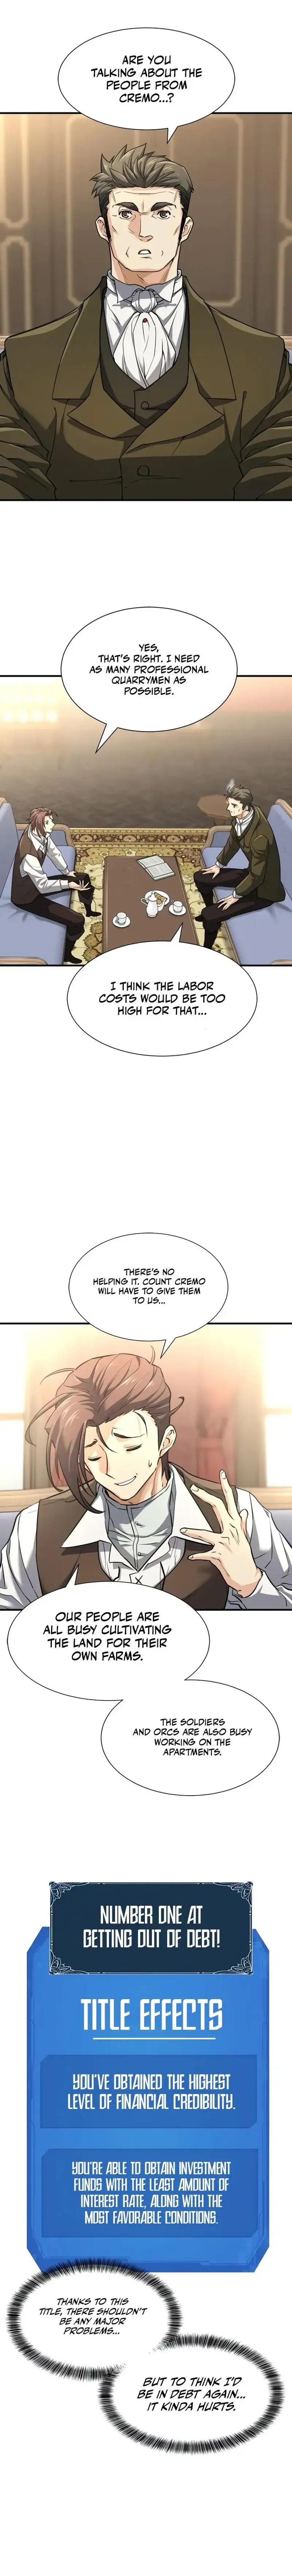 ARE YOU
TALKING ABOUT THE
PEOPLE FROM
CREMO...?
YES,
THAT'S RIGHT. I NEED
AS MANY PROFESSIONAL
QUARRYMEN AS
POSSIBLE.
I THINK THE LABOR
COSTS WOULD BE TOO
HIGH FOR THAT...
THERE'S NO
HELPING IT. COUNT CREMO
WILL HAVE TO GIVE THEM
TO US...
OUR PEOPLE ARE
ALL BUSY CULTIVATING
THE LAND FOR THEIR
OWN FARMS.
THE SOLDIERS
AND ORCS ARE ALSO BUSY
WORKING ON THE
APARTMENTS.
NUMBER ONE AT
GETTING OUT OF DEBT!
TITLE EFFECTS
YOU'VE OBTAINED THE HIGHEST
LEVEL OF FINANCIAL CREDIBILITY.
YOU'RE ABLE TO OBTAIN INVESTMENT
FUNDS WITH THE LEAST AMOUNT OF
INTEREST RATE, ALONG WITH THE
MOST FAVORABLE CONDITIONS.
THANKS TO THIS
TITLE, THERE SHOULDN'T
BE ANY MAJOR
PROBLEMS...
BUT TO THINK I'D
BE IN DEBT AGAIN...
IT KINDA HURTS.